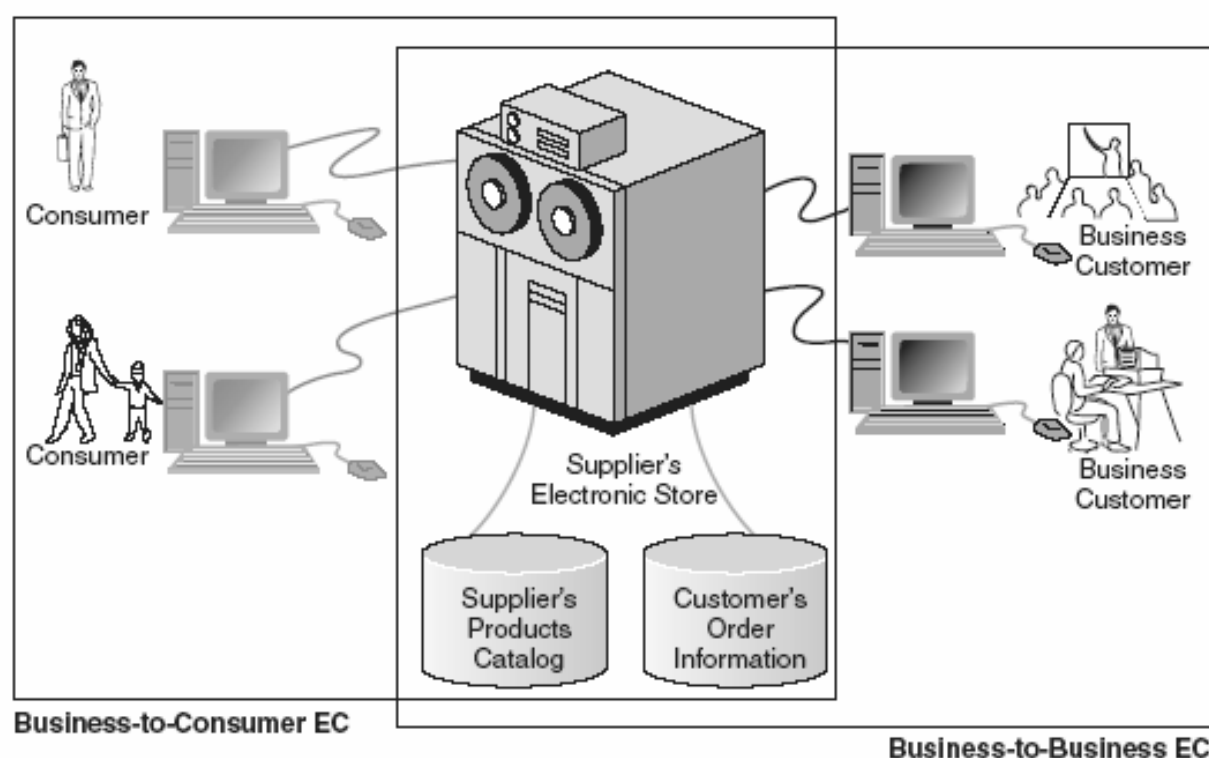 Consumer
Business
Customer
Consumer
Business
Customer
Supplier's
Electronic Store
Supplier's
Products
Catalog
Customer's
Order
Information
Business-to-Consumer EC
Business-to-Business EC